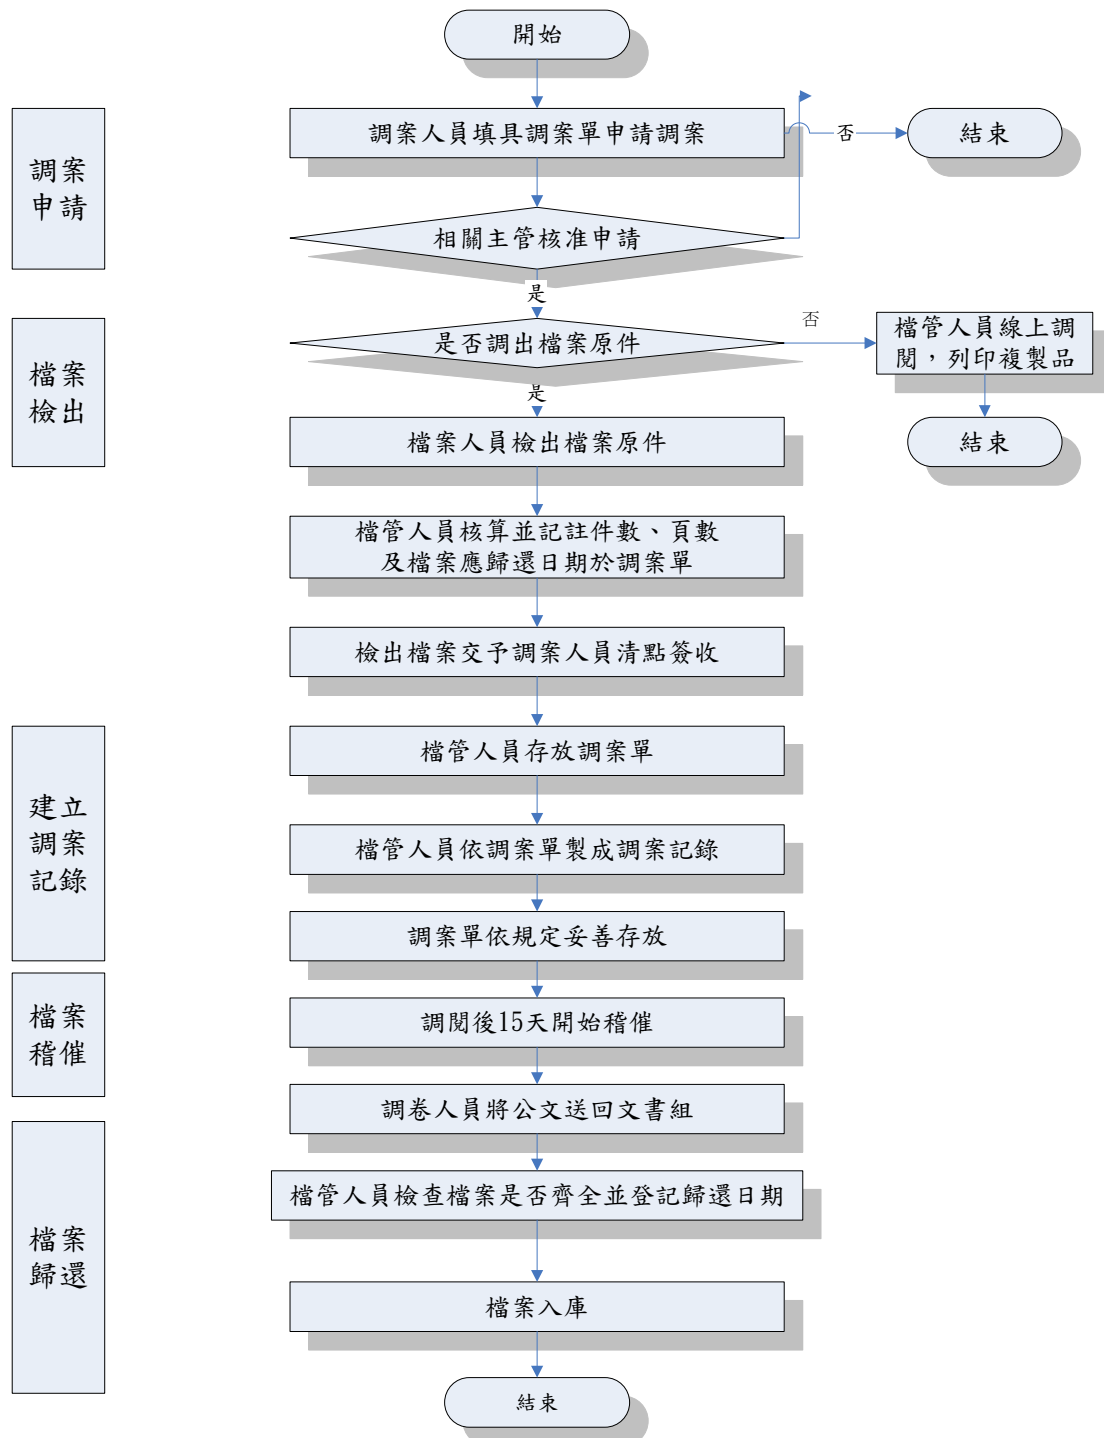 開始
調案
申請
調案人員填具調案單申請調案
否
結束
相關主管核准申請
是
檔案
檢出
是否調出檔案原件
否
檔管人員線上調
閱，列印複製品
是
結束
檔案人員檢出檔案原件
檔管人員核算並記註件數、頁數
及檔案應歸還日期於調案單
檢出檔案交予調案人員清點簽收
建立
調案
記錄
檔管人員存放調案單
檔管人員依調案單製成調案記錄
調案單依規定妥善存放
檔案
稽催
調閱後15天開始稽催
檔案
歸還
調卷人員將公文送回文書組
檔管人員檢查檔案是否齊全並登記歸還日期
檔案入庫
結束